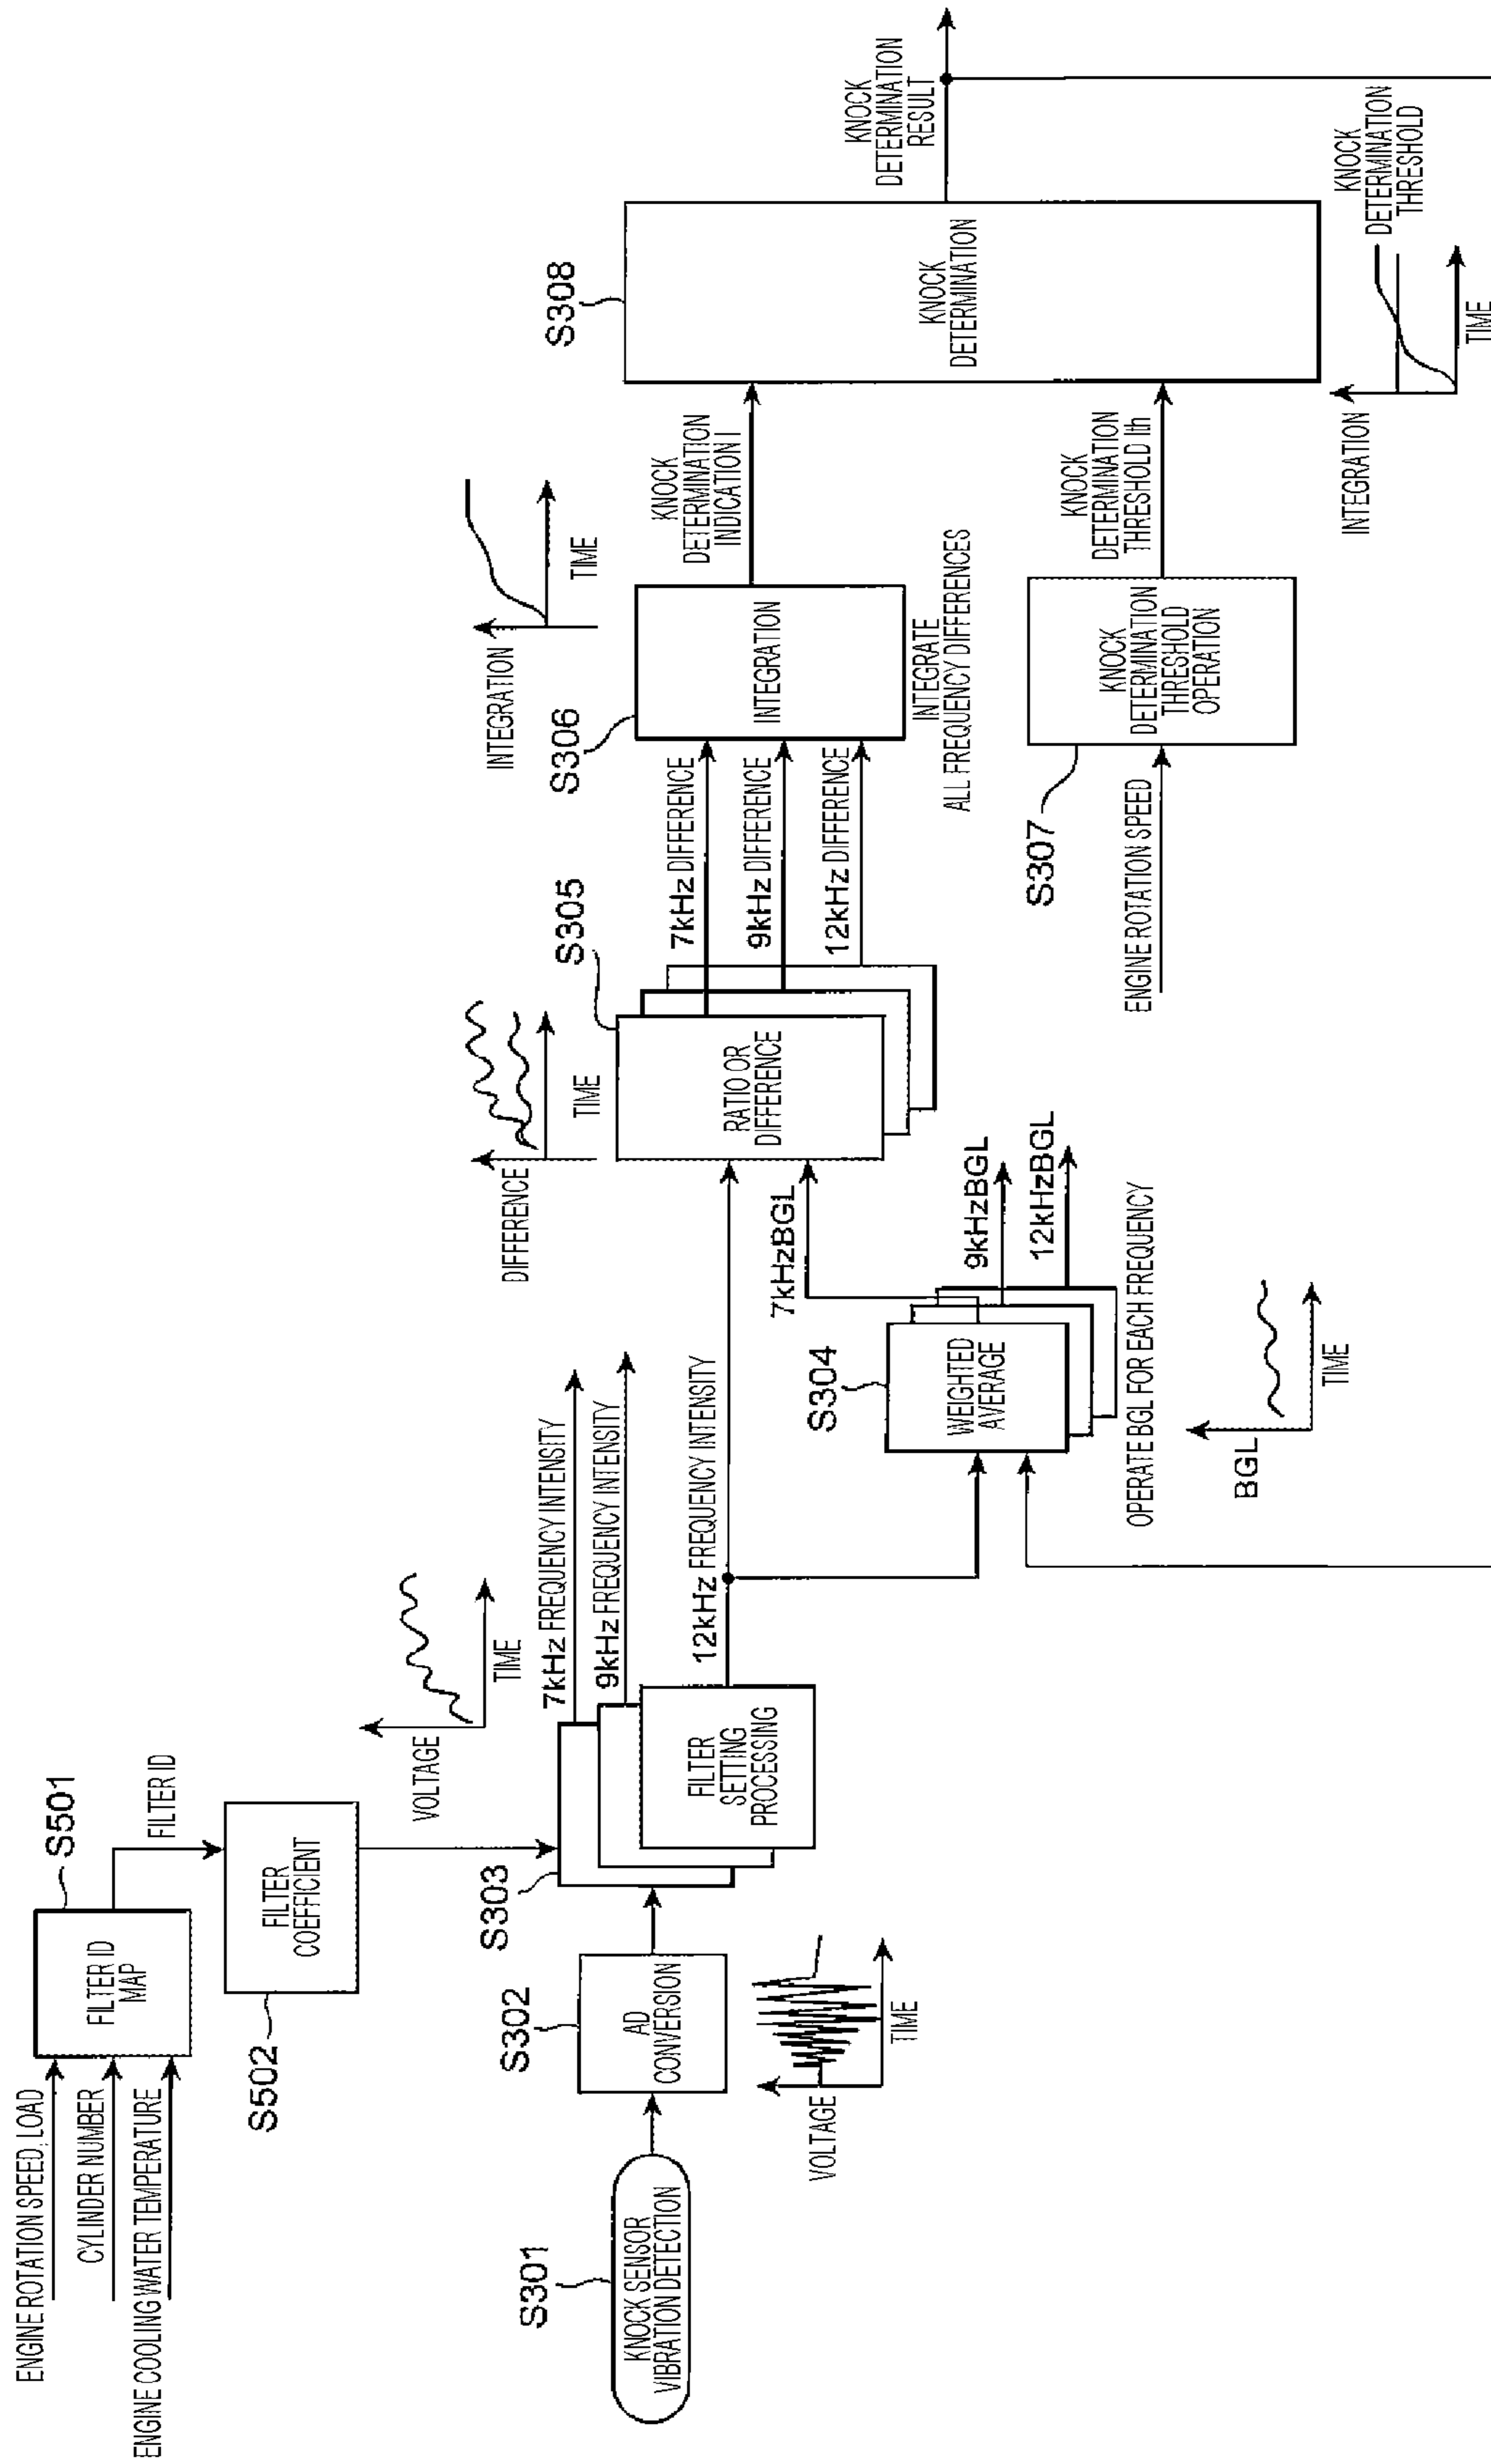 ENGINE ROTATION SPEED, LOAD
CYLINDER NUMBER
ENGINE COOLING WATER TEMPERATURE
S501
FILTER ID
MAP
FILTER ID
S502
FILTER
COEFFICIENT
VOLTAGE
TIME
S301
KNOCK SENSOR
VIBRATION DETECTION
S302
AD
CONVERSION
VOLTAGE
TIME
S303
FILTER
SETTING
PROCESSING
7kHz FREQUENCY INTENSITY
9kHz FREQUENCY INTENSITY
12kHz FREQUENCY INTENSITY
S304
WEIGHTED
AVERAGE
OPERATE BGL FOR EACH FREQUENCY
BGL
TIME
7kHzBGL
9kHzBGL
12kHzBGL
DIFFERENCE
TIME
S305
RATIO OR
DIFFERENCE
7kHz DIFFERENCE
9kHz DIFFERENCE
12kHz DIFFERENCE
INTEGRATION
TIME
S306
INTEGRATION
INTEGRATE
ALL FREQUENCY DIFFERENCES
ENGINE ROTATION SPEED
S307
KNOCK
DETERMINATION
THRESHOLD
OPERATION
KNOCK
DETERMINATION
INDICATION I
KNOCK
DETERMINATION
THRESHOLD Ith
S308
KNOCK
DETERMINATION
INTEGRATION
TIME
KNOCK
DETERMINATION
THRESHOLD
KNOCK
DETERMINATION
RESULT